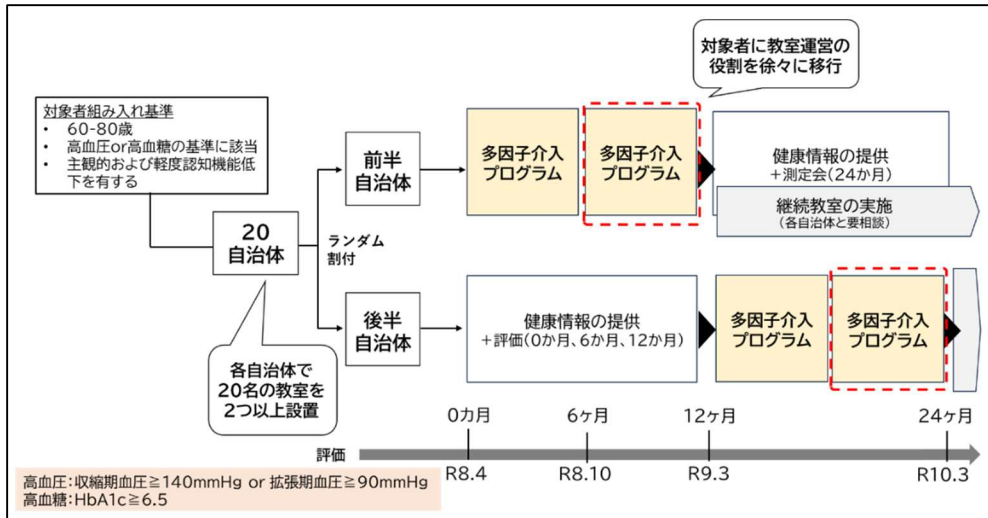 対象者に教室運営の
役割を徐々に移行
対象者組み入れ基準
• 60-80歳
• 高血圧or高血糖の基準に該当
• 主観的および軽度認知機能低
下を有する
前半
自治体
多因子介入
プログラム
多因子介入
プログラム
健康情報の提供
+測定会(24か月)
継続教室の実施
(各自治体と要相談)
20
自治体
ランダム
割付
後半
自治体
健康情報の提供
+評価(0か月、6か月、12か月)
多因子介入
プログラム
多因子介入
プログラム
各自治体で
20名の教室を
2つ以上設置
0カ月
6ヶ月
12ヶ月
24ヶ月
評価
R8.4
R8.10
R9.3
R10.3
高血圧:収縮期血圧≧140mmHg or 拡張期血圧≧90mmHg
高血糖:HbA1c≧6.5